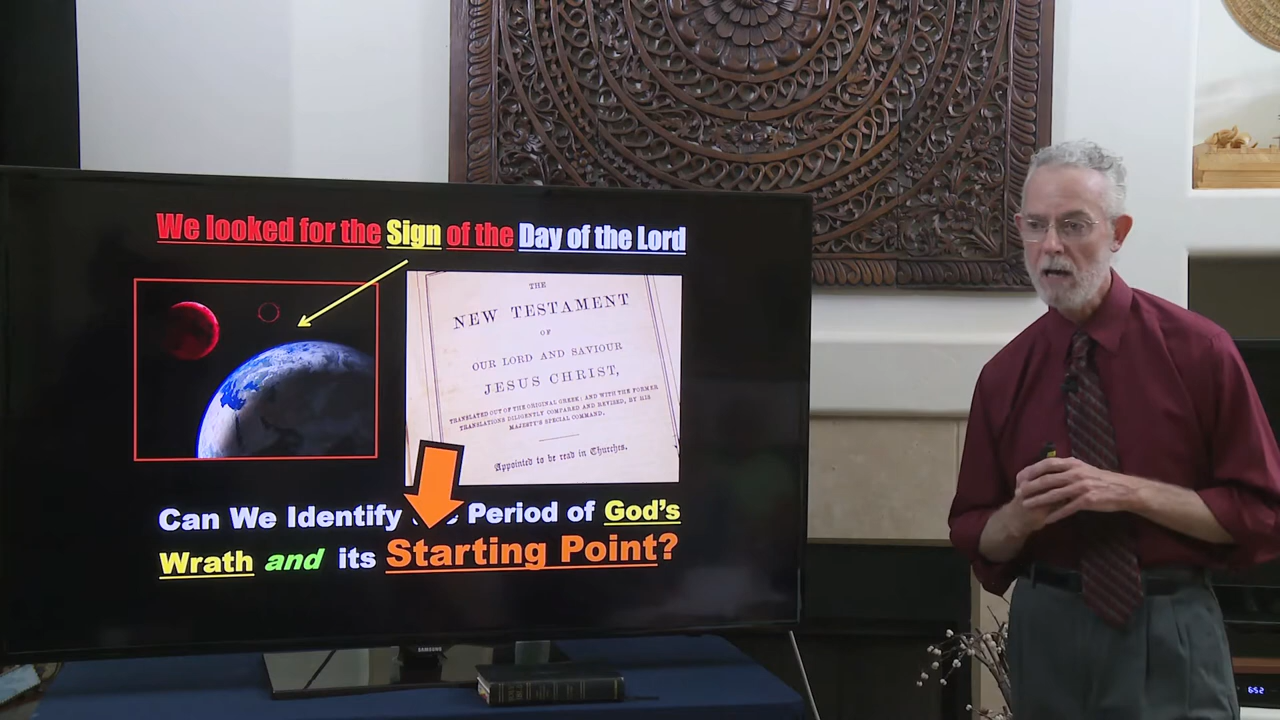 We looked for the Sign of the Day of the Lord
THE
NEW TESTAMENT
OF
OUR LORD AND SAVIOUR
JESUS CHRIST,
TRANSLATED OUT OF THE ORIGINAL GREEK; AND WITH THE FORMER
TRANSLATIONS DILIGENTLY COMPARED AND REVISED, BY HIS
MAJESTY'S SPECIAL COMMAND.
Appointed to be read in Churches.
Can We Identify Period of God's
Wrath and its Starting Point?
SAMSUNG
652